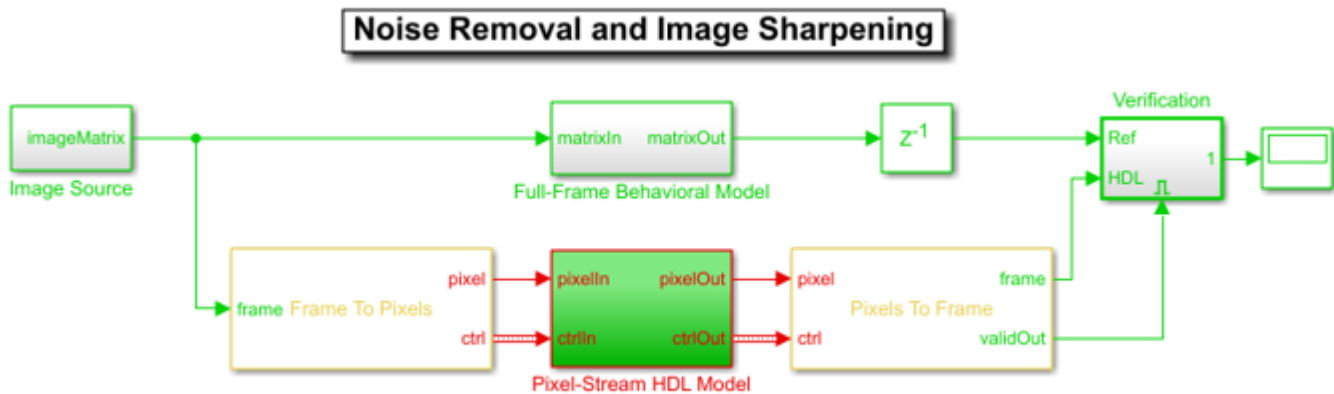 Noise Removal and Image Sharpening
Verification
imageMatrix
matrixIn matrixOut
Z-1
Ref
1
HDL
Image Source
Full-Frame Behavioral Model
pixel
pixelIn pixelOut
pixel
frame
frame Frame To Pixels
Pixels To Frame
ctrl
ctrlIn ctrlOut
ctrl
validOut
Pixel-Stream HDL Model